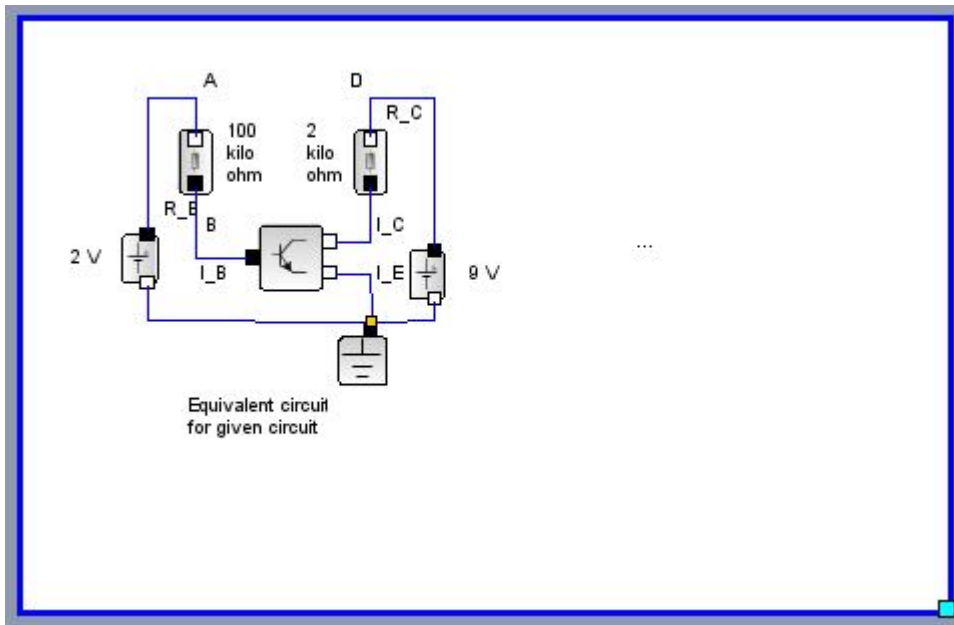 A
D
R_C
100
kilo
ohm
2
kilo
ohm
R_B
B
I_C
2 V
I_B
I_E
9 V
...
Equivalent circuit
for given circuit